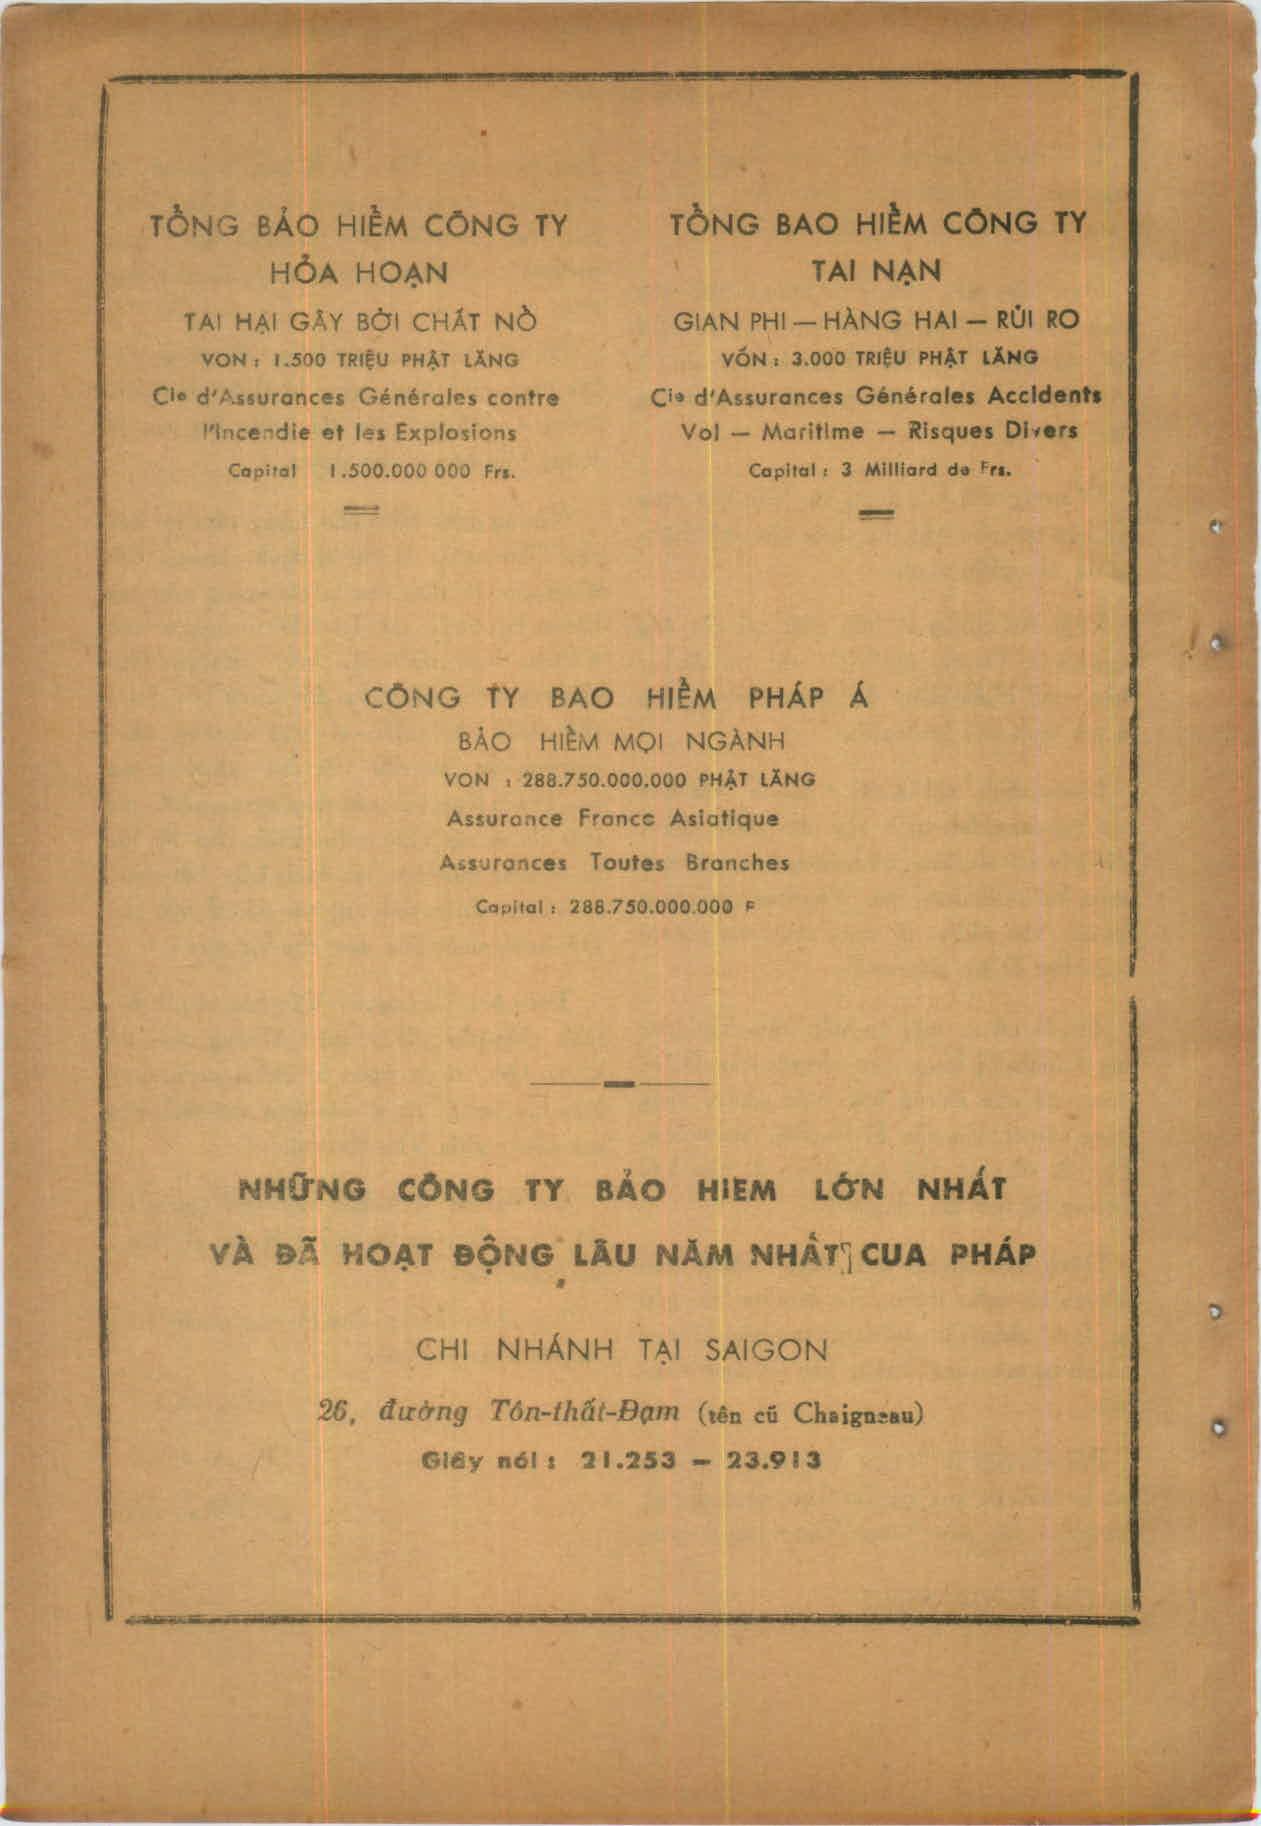 TỔNG BẢO HIỂM CÔNG TY
HỎA HOẠN
TAI HẠI GÂY BỞI CHẤT NỔ
VON : 1.500 TRIỆU PHẬT LĂNG
Cie d'Assurances Générales contre
l'Incendie et les Explosions
Capital 1.500.000 000 Frs.
TỔNG BAO HIỂM CÔNG TY
TAI NẠN
GIAN PHI — HÀNG HAI — RỦI RO
VỐN : 3.000 TRIỆU PHẬT LĂNG
Cie d'Assurances Générales Accidents
Vol — Maritime — Risques Divers
Capital : 3 Milliard de Frs.
CÔNG TY BAO HIỂM PHÁP Á
BẢO HIỂM MỌI NGÀNH
VON : 288.750.000.000 PHẬT LĂNG
Assurance France Asiatique
Assurances Toutes Branches
Capital : 288.750.000.000 F
NHỮNG CÔNG TY BẢO HIEM LỚN NHẤT
VÀ ĐÃ HOẠT ĐỘNG LÂU NĂM NHẤT CUA PHÁP
CHI NHÁNH TẠI SAIGON
26, đường Tôn-thất-Đạm (tên cũ Chaigneau)
Giây nói : 21.253 — 23.913